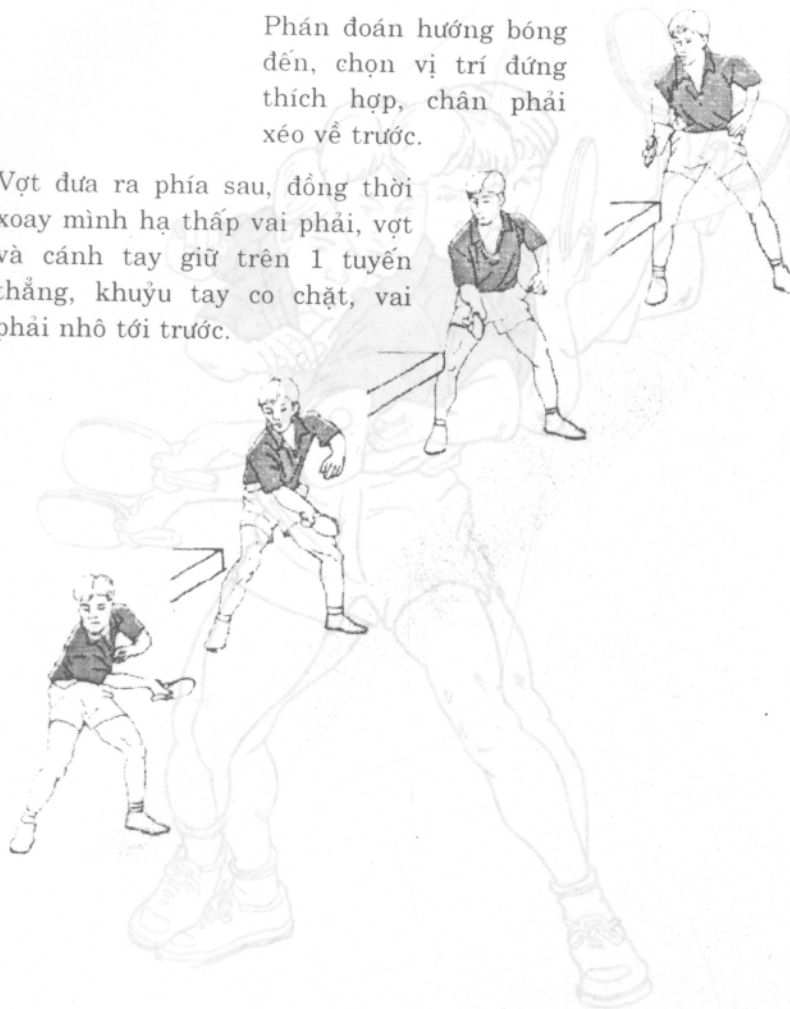 Phán đoán hướng bóng
đến, chọn vị trí đứng
thích hợp, chân phải
xéo về trước.
Vợt đưa ra phía sau, đồng thời
xoay mình hạ thấp vai phải, vợt
và cánh tay giữ trên 1 tuyến
thẳng, khuỷu tay co chặt, vai
phải nhô tới trước.